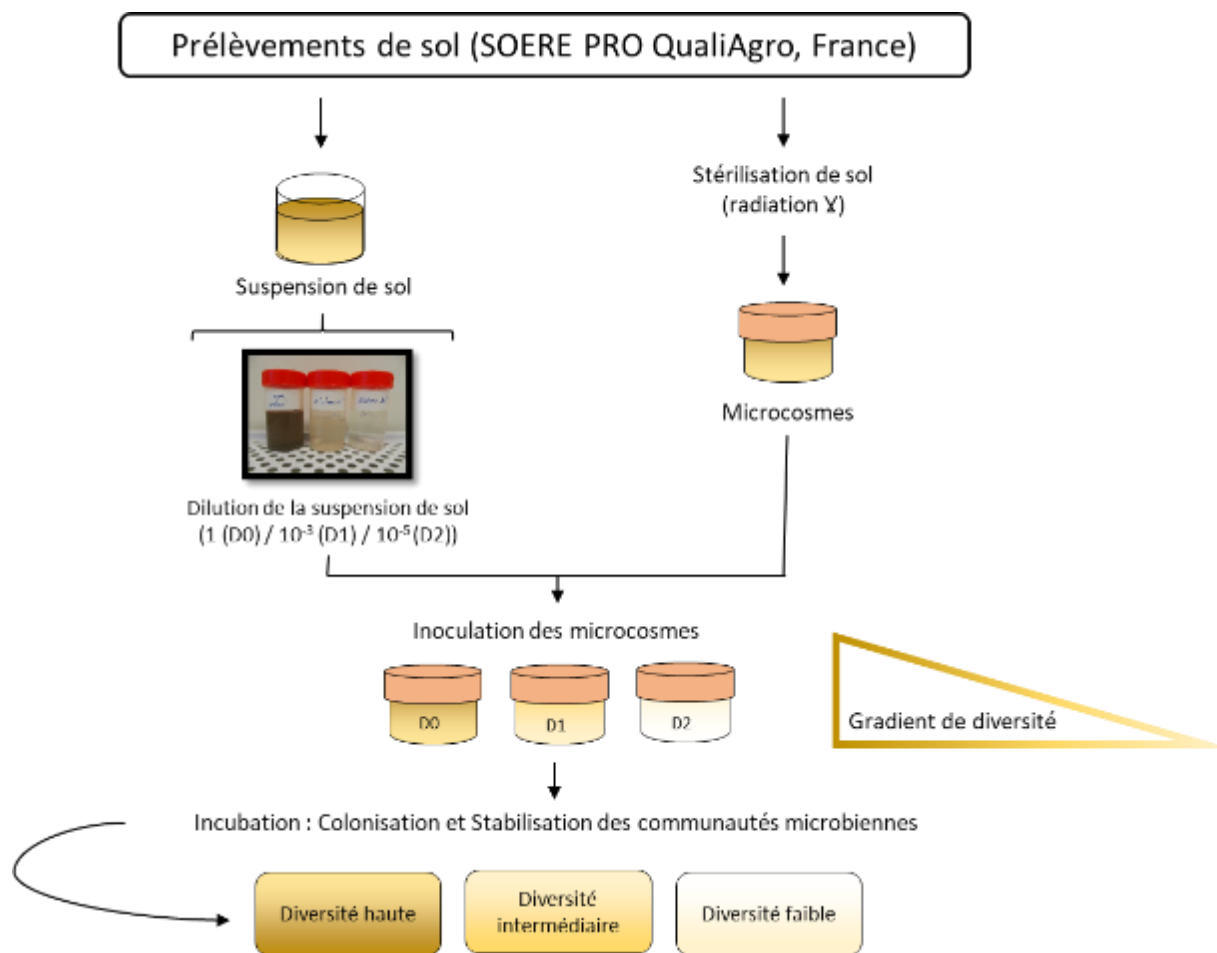 Prélèvements de sol (SOERE PRO QualiAgro, France)
Stérilisation de sol
(radiation Ɣ)
Suspension de sol
Microcosmes
Dilution de la suspension de sol
(1 (D0) / 10⁻³ (D1) / 10⁻⁵ (D2))
Inoculation des microcosmes
D0
D1
D2
Gradient de diversité
Incubation : Colonisation et Stabilisation des communautés microbiennes
Diversité haute
Diversité
intermédiaire
Diversité faible